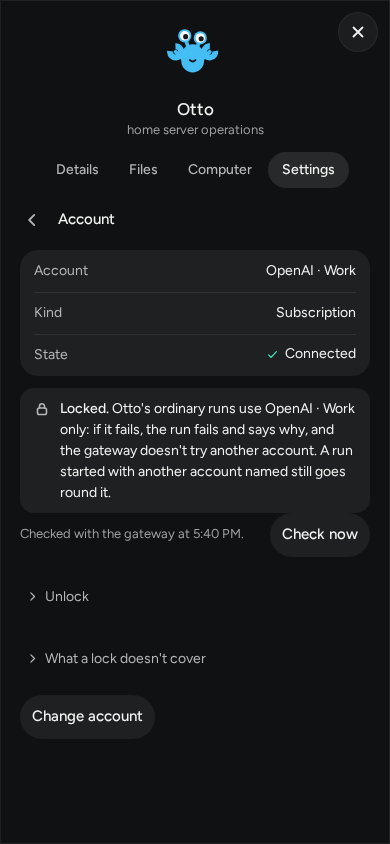 Otto
home server operations
Details
Files
Computer
Settings
Account
Account
OpenAI · Work
Kind
Subscription
State
Connected
Locked. Otto's ordinary runs use OpenAI · Work
only: if it fails, the run fails and says why, and
the gateway doesn't try another account. A run
started with another account named still goes
round it.
Checked with the gateway at 5:40 PM.
Check now
Unlock
What a lock doesn't cover
Change account